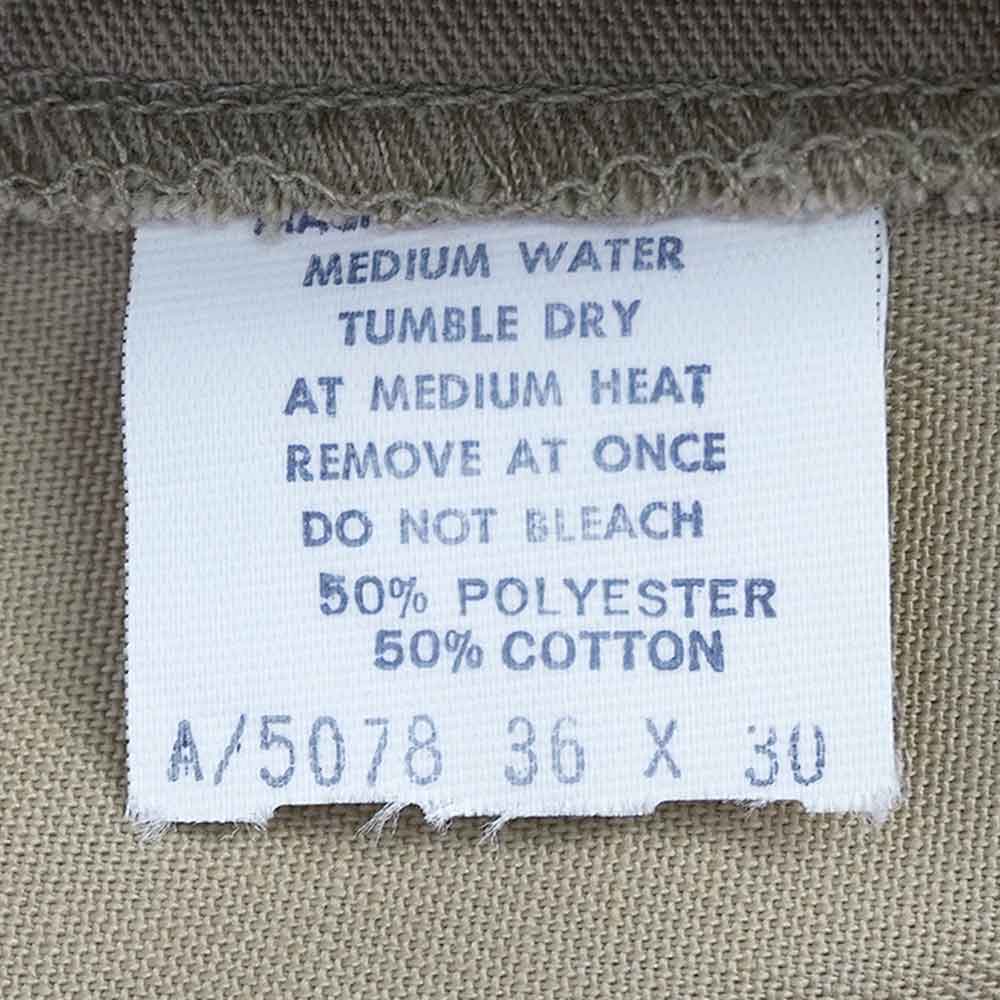 MEDIUM WATER
TUMBLE DRY
AT MEDIUM HEAT
REMOVE AT ONCE
DO NOT BLEACH
50% POLYESTER
50% COTTON
A/5078 36 X 30